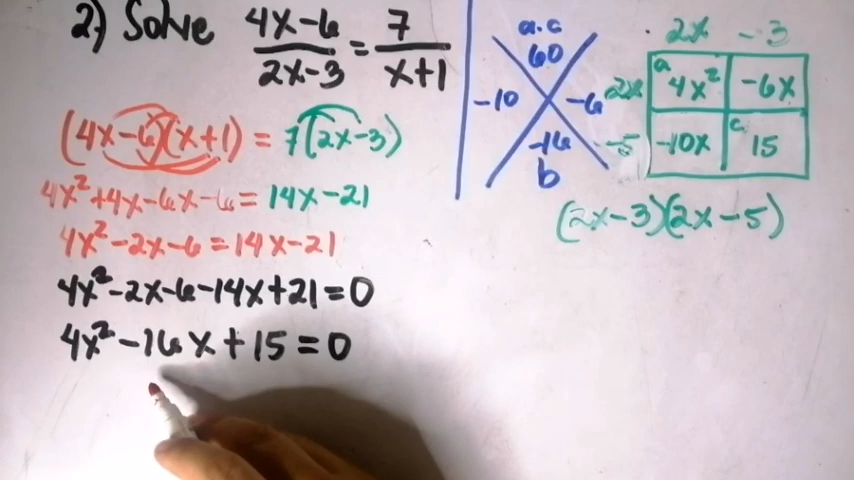 2) Solve 4x-6/2x-3 = 7/x+1
(4x-6)(x+1) = 7(2x-3)
4x²+4x-6x-6 = 14x-21
4x²-2x-6 = 14x-21
4x²-2x-6-14x+21=0
4x²-16x+15=0
a.c
60
-10 -6
-16
b
2x -3
2x a 4x² -6x
-5 -10x c 15
(2x-3)(2x-5)